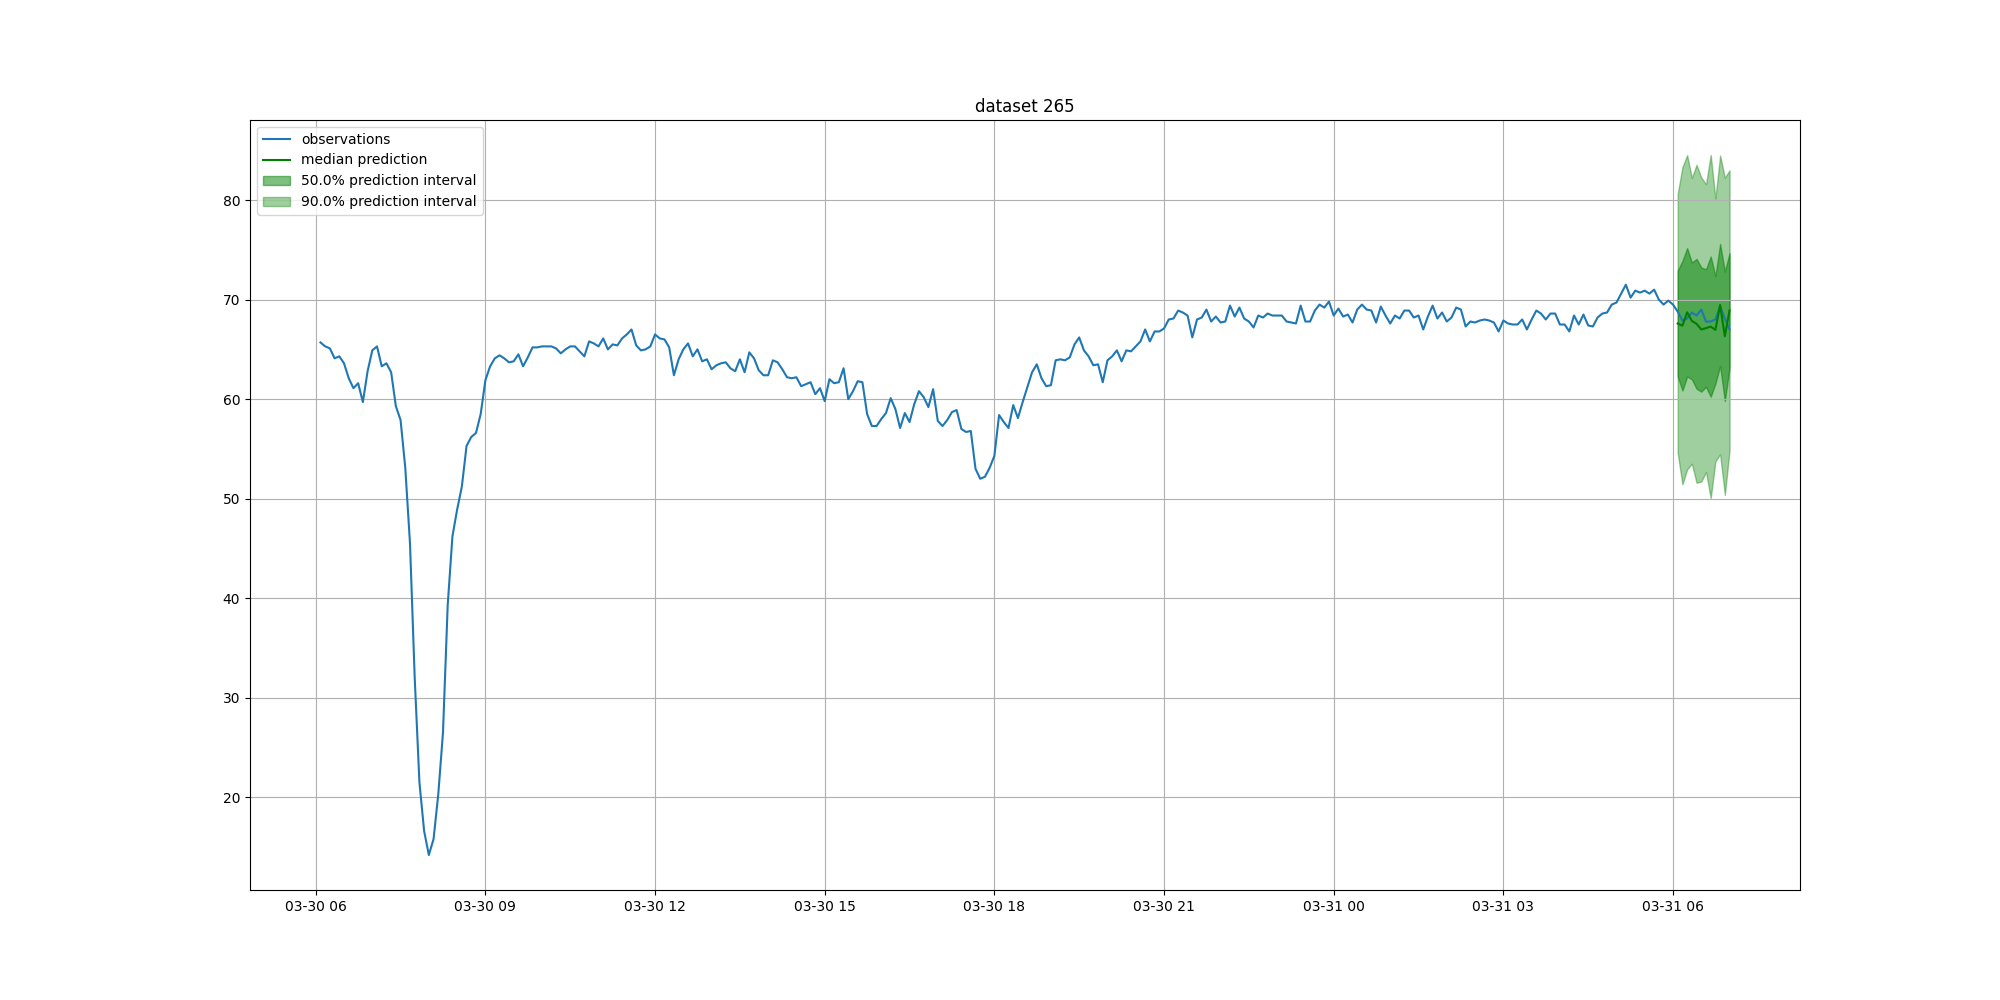 dataset 265
observations
median prediction
50.0% prediction interval
90.0% prediction interval
80
70
60
50
40
30
20
03-30 06 03-30 09 03-30 12 03-30 15 03-30 18 03-30 21 03-31 00 03-31 03 03-31 06